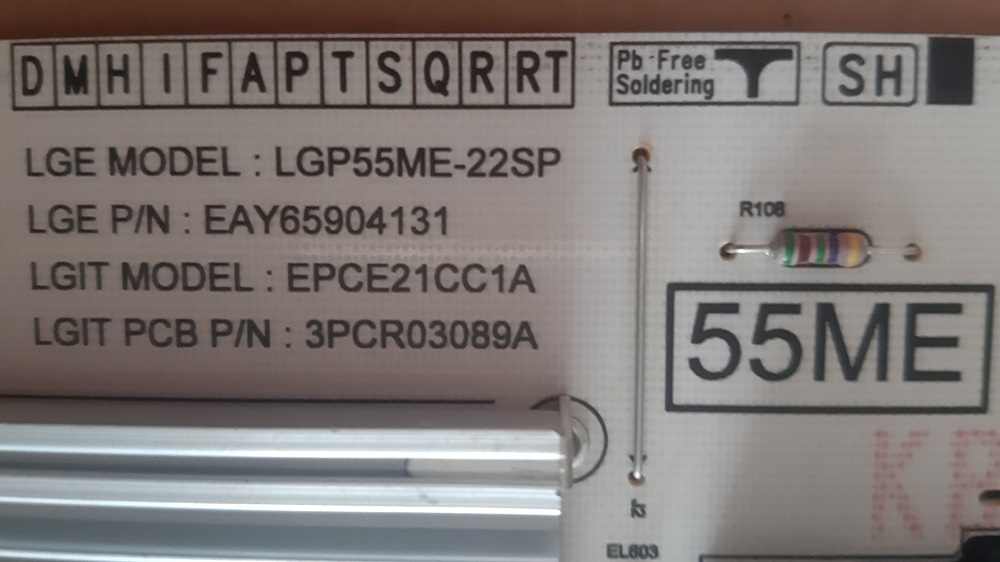 DMHIFAPTSQRRT
Pb-Free
Soldering
SH
LGE MODEL : LGP55ME-22SP
LGE P/N : EAY65904131
LGIT MODEL : EPCE21CC1A
LGIT PCB P/N : 3PCR03089A
R108
55ME
EL603